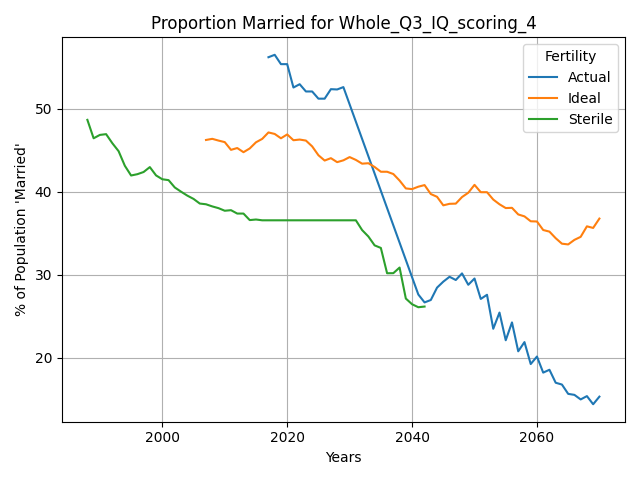 Proportion Married for Whole_Q3_IQ_scoring_4
% of Population 'Married'
50
40
30
20
Fertility
Actual
Ideal
Sterile
2000
2020
2040
2060
Years